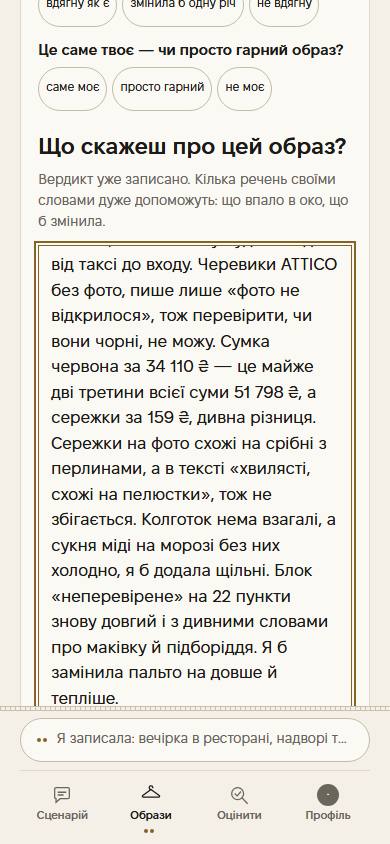 вдягну як є змінила б одну річ не вдягну
Це саме твоє — чи просто гарний образ?
саме моє просто гарний не моє
Що скажеш про цей образ?
Вердикт уже записано. Кілька речень своїми
словами дуже допоможуть: що впало в око, що
б змінила.
від таксі до входу. Черевики ATTICO
без фото, пише лише «фото не
відкрилося», тож перевірити, чи
вони чорні, не можу. Сумка
червона за 34 110 ₴ — це майже
дві третини всієї суми 51 798 ₴, а
сережки за 159 ₴, дивна різниця.
Сережки на фото схожі на срібні з
перлинами, а в тексті «хвилясті,
схожі на пелюстки», тож не
збігається. Колготок нема взагалі, а
сукня міді на морозі без них
холодно, я б додала щільні. Блок
«неперевірене» на 22 пункти
знову довгий і з дивними словами
про маківку й підборіддя. Я б
замінила пальто на довше й
тепліше.
Я записала: вечірка в ресторані, надворі т...
Сценарій Образи Оцінити Профіль